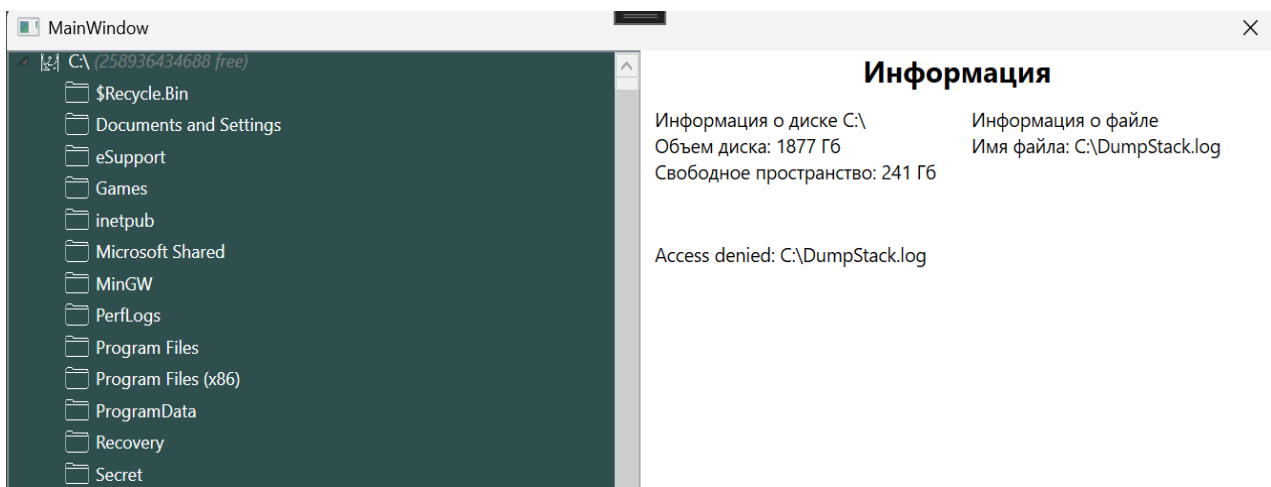 MainWindow
C:\ (258936434688 free)
$Recycle.Bin
Documents and Settings
eSupport
Games
inetpub
Microsoft Shared
MinGW
PerfLogs
Program Files
Program Files (x86)
ProgramData
Recovery
Secret
Информация
Информация о диске C:\
Объем диска: 1877 Гб
Свободное пространство: 241 Гб
Информация о файле
Имя файла: C:\DumpStack.log
Access denied: C:\DumpStack.log